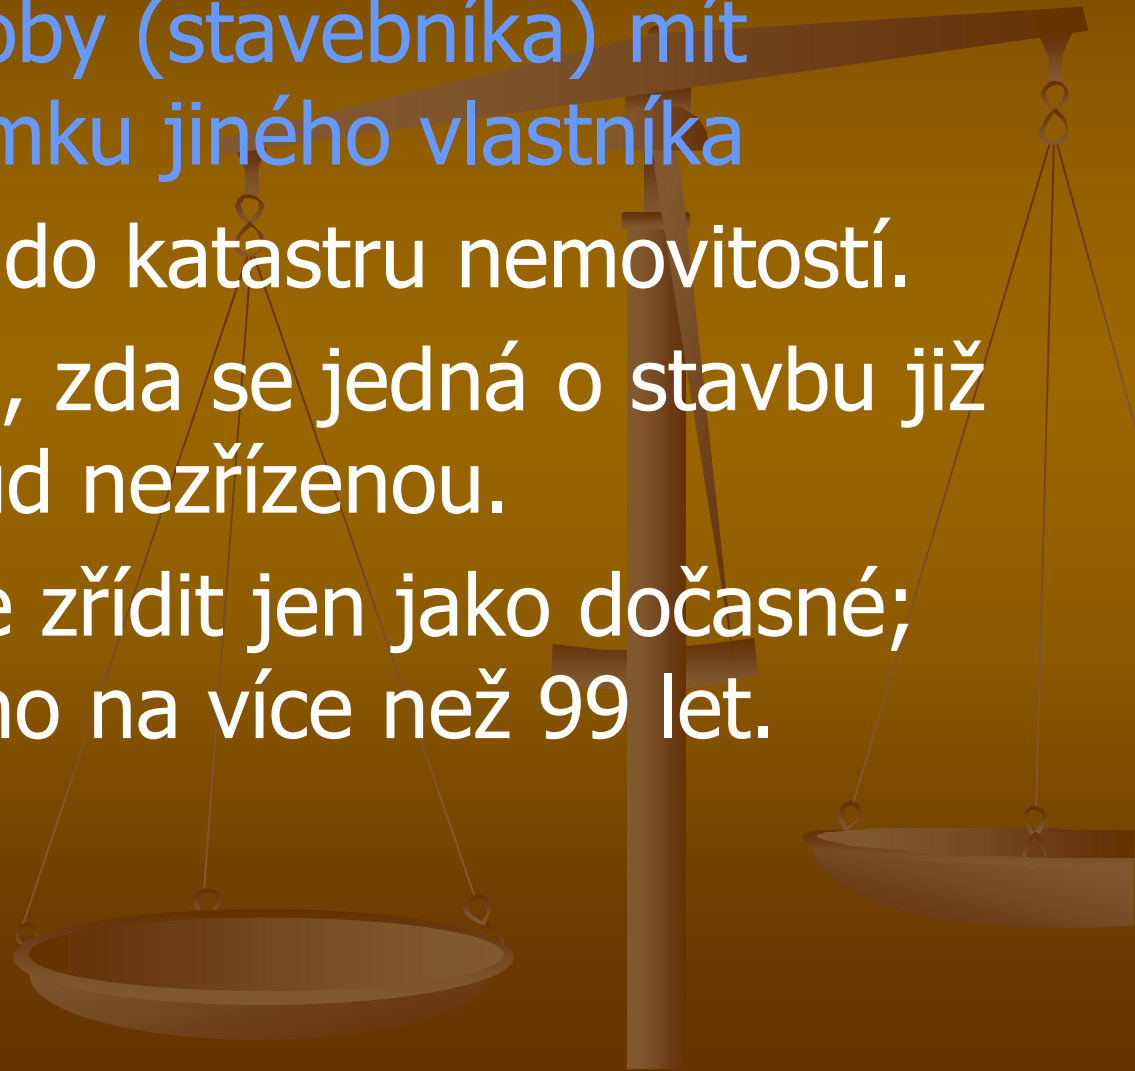 oby (stavebníka) mít
mku jiného vlastníka
do katastru nemovitostí.
, zda se jedná o stavbu již
ud nezřízenou.
e zřídit jen jako dočasné;
no na více než 99 let.